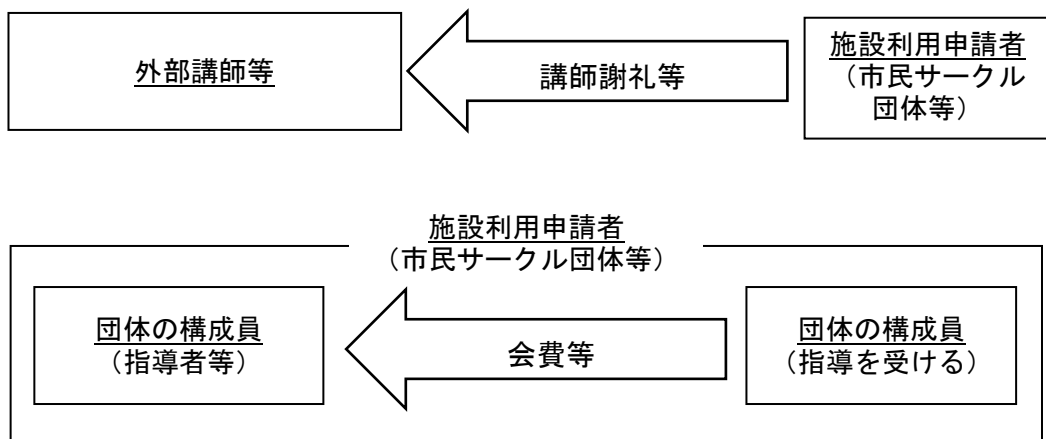 外部講師等
講師謝礼等
施設利用申請者
（市民サークル
団体等）
施設利用申請者
（市民サークル団体等）
団体の構成員
（指導者等）
会費等
団体の構成員
（指導を受ける）